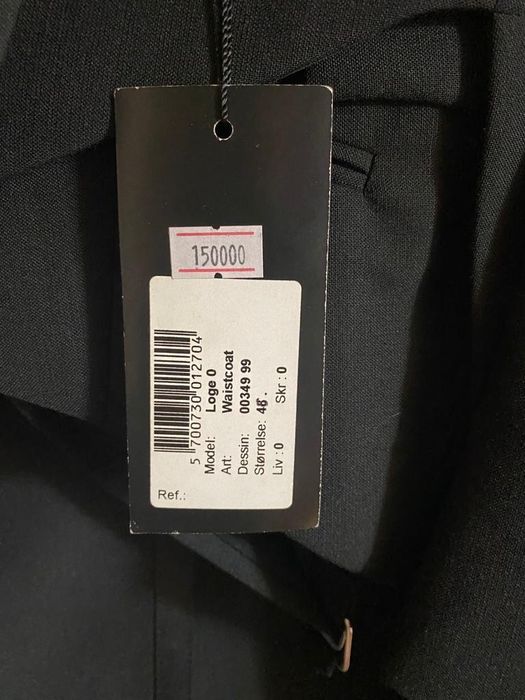 150000
5 700730 012704
Model: Loge 0
Art: Waistcoat
Dessin: 00349 99
Størrelse: 48.
Liv : 0 Skr : 0
Ref.: